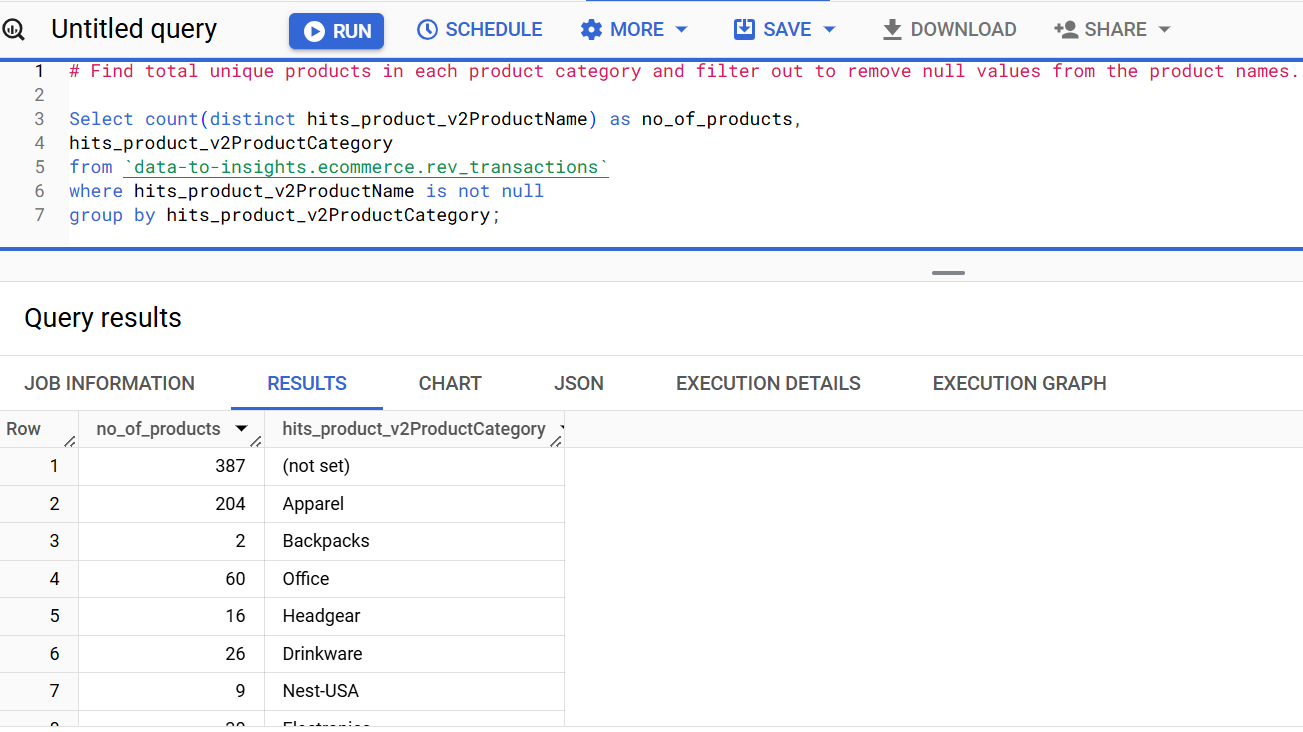 Untitled query RUN SCHEDULE MORE SAVE DOWNLOAD SHARE
1 # Find total unique products in each product category and filter out to remove null values from the product names.
2
3 Select count(distinct hits_product_v2ProductName) as no_of_products,
4 hits_product_v2ProductCategory
5 from `data-to-insights.ecommerce.rev_transactions`
6 where hits_product_v2ProductName is not null
7 group by hits_product_v2ProductCategory;
Query results
JOB INFORMATION RESULTS CHART JSON EXECUTION DETAILS EXECUTION GRAPH
Row no_of_products hits_product_v2ProductCategory
1 387 (not set)
2 204 Apparel
3 2 Backpacks
4 60 Office
5 16 Headgear
6 26 Drinkware
7 9 Nest-USA